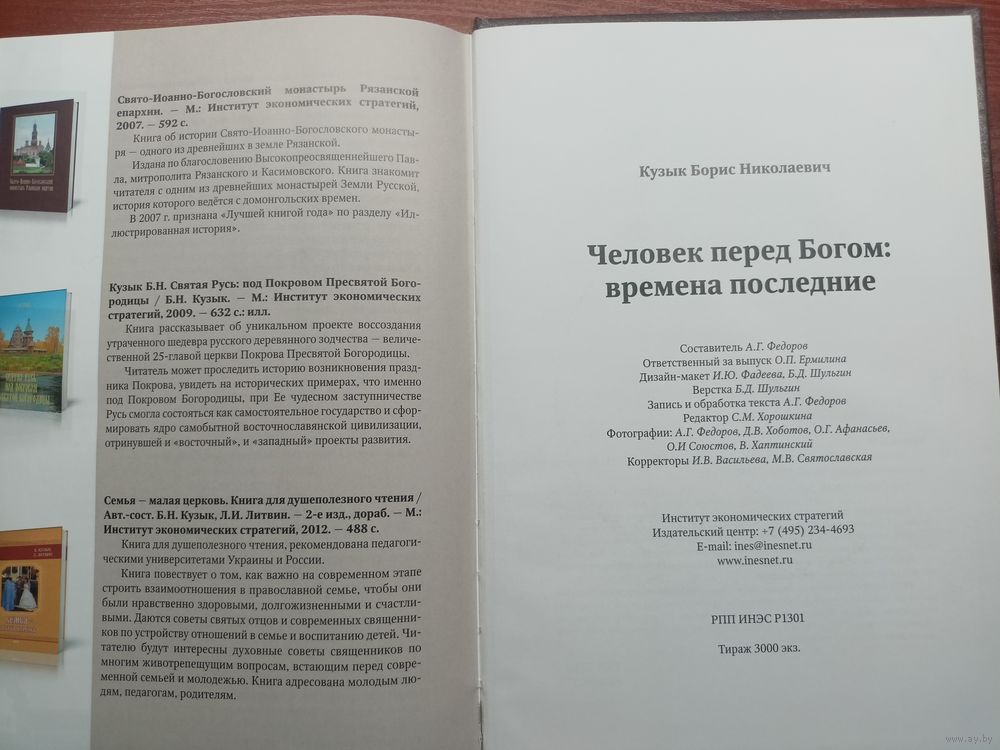 Свято-Иоанно-Богословский монастырь Рязанской
епархии. — М.: Институт экономических стратегий,
2007. — 592 с.
Книга об истории Свято-Иоанно-Богословского монасты-
ря — одного из древнейших в земле Рязанской.
Издана по благословению Высокопреосвященнейшего Пав-
ла, митрополита Рязанского и Касимовского. Книга знакомит
читателя с одним из древнейших монастырей Земли Русской,
история которого ведётся с домонгольских времен.
В 2007 г. признана «Лучшей книгой года» по разделу «Ил-
люстрированная история».
Кузык Б.Н. Святая Русь: под Покровом Пресвятой Бого-
родицы / Б.Н. Кузык. — М.: Институт экономических
стратегий, 2009. — 632 с.: илл.
Книга рассказывает об уникальном проекте воссоздания
утраченного шедевра русского деревянного зодчества — величе-
ственной 25-главой церкви Покрова Пресвятой Богородицы.
Читатель может проследить историю возникновения празд-
ника Покрова, увидеть на исторических примерах, что именно
под Покровом Богородицы, при Ее чудесном заступничестве
Русь смогла состояться как самостоятельное государство и сфор-
мировать ядро самобытной восточнославянской цивилизации,
отринувшей и «восточный», и «западный» проекты развития.
Семья — малая церковь. Книга для душеполезного чтения /
Авт.-сост. Б.Н. Кузык, Л.И. Литвин. — 2-е изд., дораб. — М.:
Институт экономических стратегий, 2012. — 488 с.
Книга для душеполезного чтения, рекомендована педагоги-
ческими университетами Украины и России.
Книга повествует о том, как важно на современном этапе
строить взаимоотношения в православной семье, чтобы они
были нравственно здоровыми, долгожизненными и счастли-
выми. Даются советы святых отцов и современных священни-
ков по устройству отношений в семье и воспитанию детей. Чи-
тателю будут интересны духовные советы священников по
многим животрепещущим вопросам, встающим перед совре-
менной семьей и молодежью. Книга адресована молодым лю-
дям, педагогам, родителям.
Кузык Борис Николаевич
Человек перед Богом:
времена последние
Составитель А.Г. Федоров
Ответственный за выпуск О.П. Ермилина
Дизайн-макет И.Ю. Фадеева, Б.Д. Шульгин
Верстка Б.Д. Шульгин
Запись и обработка текста А.Г. Федоров
Редактор С.М. Хорошкина
Фотографии: А.Г. Федоров, Д.В. Хоботов, О.Г. Афанасьев,
О.И Союстов, В. Хаптинский
Корректоры И.В. Васильева, М.В. Святославская
Институт экономических стратегий
Издательский центр: +7 (495) 234-4693
E-mail: ines@inesnet.ru
www.inesnet.ru
РПП ИНЭС Р1301
Тираж 3000 экз.
www.ay.by